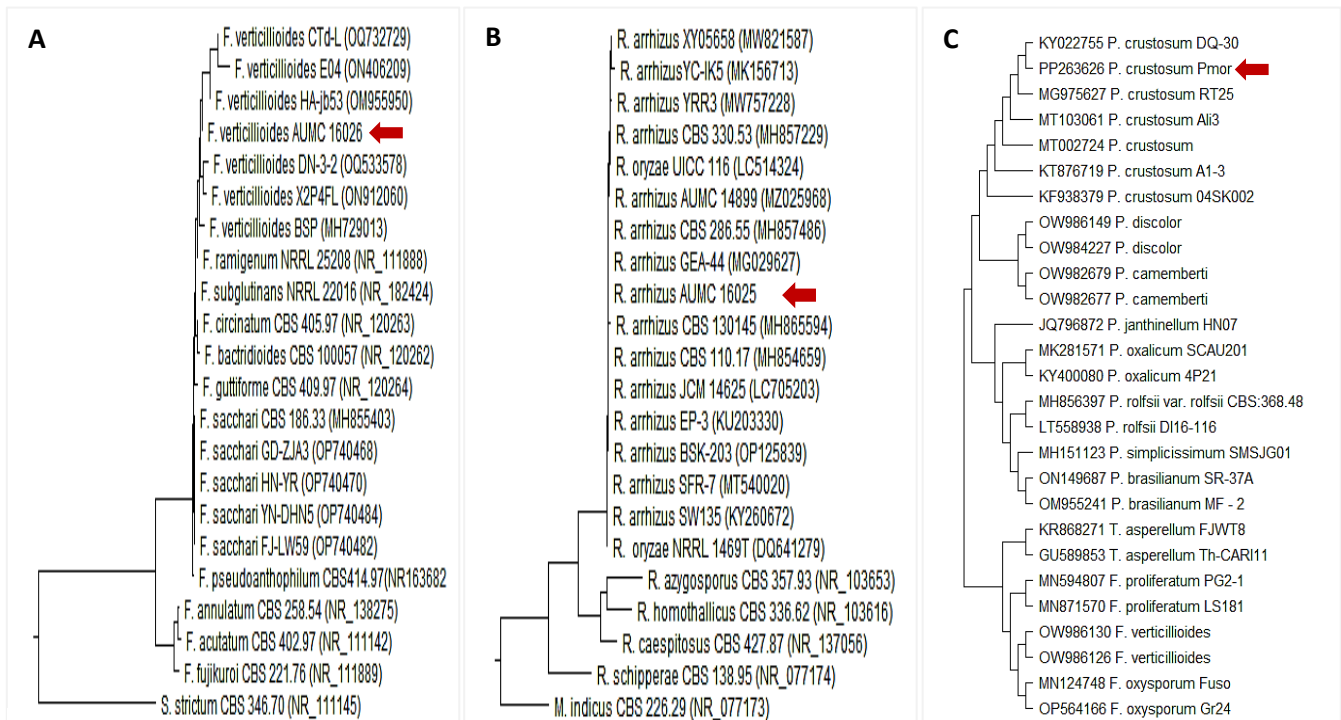 A
F. verticillioides CTd-L (OQ732729)
F. verticillioides E04 (ON406209)
F. verticillioides HA-jb53 (OM955950)
F. verticillioides AUMC 16026
F. verticillioides DN-3-2 (OQ533578)
F. verticillioides X2P4FL (ON912060)
F. verticillioides BSP (MH729013)
F. ramigenum NRRL 25208 (NR_111888)
F. subglutinans NRRL 22016 (NR_182424)
F. circinatum CBS 405.97 (NR_120263)
F. bactridioides CBS 100057 (NR_120262)
F. guttiforme CBS 409.97 (NR_120264)
F. sacchari CBS 186.33 (MH855403)
F. sacchari GD-ZJA3 (OP740468)
F. sacchari HN-YR (OP740470)
F. sacchari YN-DHN5 (OP740484)
F. sacchari FJ-LW59 (OP740482)
F. pseudoanthophilum CBS414.97(NR163682
F. annulatum CBS 258.54 (NR_138275)
F. acutatum CBS 402.97 (NR_111142)
F. fujikuroi CBS 221.76 (NR_111889)
S. strictum CBS 346.70 (NR_111145)
B
R. arrhizus XY05658 (MW821587)
R. arrhizusYC-IK5 (MK156713)
R. arrhizus YRR3 (MW757228)
R. arrhizus CBS 330.53 (MH857229)
R. oryzae UICC 116 (LC514324)
R. arrhizus AUMC 14899 (MZ025968)
R. arrhizus CBS 286.55 (MH857486)
R. arrhizus GEA-44 (MG029627)
R. arrhizus AUMC 16025
R. arrhizus CBS 130145 (MH865594)
R. arrhizus CBS 110.17 (MH854659)
R. arrhizus JCM 14625 (LC705203)
R. arrhizus EP-3 (KU203330)
R. arrhizus BSK-203 (OP125839)
R. arrhizus SFR-7 (MT540020)
R. arrhizus SW135 (KY260672)
R. oryzae NRRL 1469T (DQ641279)
R. azygosporus CBS 357.93 (NR_103653)
R. homothallicus CBS 336.62 (NR_103616)
R. caespitosus CBS 427.87 (NR_137056)
R. schipperae CBS 138.95 (NR_077174)
M. indicus CBS 226.29 (NR_077173)
C
KY022755 P. crustosum DQ-30
PP263626 P. crustosum Pmor
MG975627 P. crustosum RT25
MT103061 P. crustosum Ali3
MT002724 P. crustosum
KT876719 P. crustosum A1-3
KF938379 P. crustosum 04SK002
OW986149 P. discolor
OW984227 P. discolor
OW982679 P. camemberti
OW982677 P. camemberti
JQ796872 P. janthinellum HN07
MK281571 P. oxalicum SCAU201
KY400080 P. oxalicum 4P21
MH856397 P. rolfsii var. rolfsii CBS:368.48
LT558938 P. rolfsii DI16-116
MH151123 P. simplicissimum SMSJG01
ON149687 P. brasilianum SR-37A
OM955241 P. brasilianum MF - 2
KR868271 T. asperellum FJWT8
GU589853 T. asperellum Th-CARI11
MN594807 F. proliferatum PG2-1
MN871570 F. proliferatum LS181
OW986130 F. verticillioides
OW986126 F. verticillioides
MN124748 F. oxysporum Fuso
OP564166 F. oxysporum Gr24